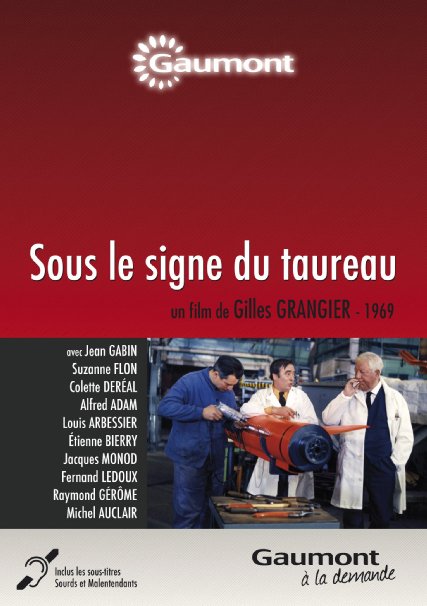 Gaumont
Sous le signe du taureau
un film de Gilles GRANGIER - 1969
avec Jean GABIN
Suzanne FLON
Colette DERÉAL
Alfred ADAM
Louis ARBESSIER
Étienne BIERRY
Jacques MONOD
Fernand LEDOUX
Raymond GÉRÔME
Michel AUCLAIR
Inclus les sous-titres
Sourds et Malentendants
Gaumont
à la demande